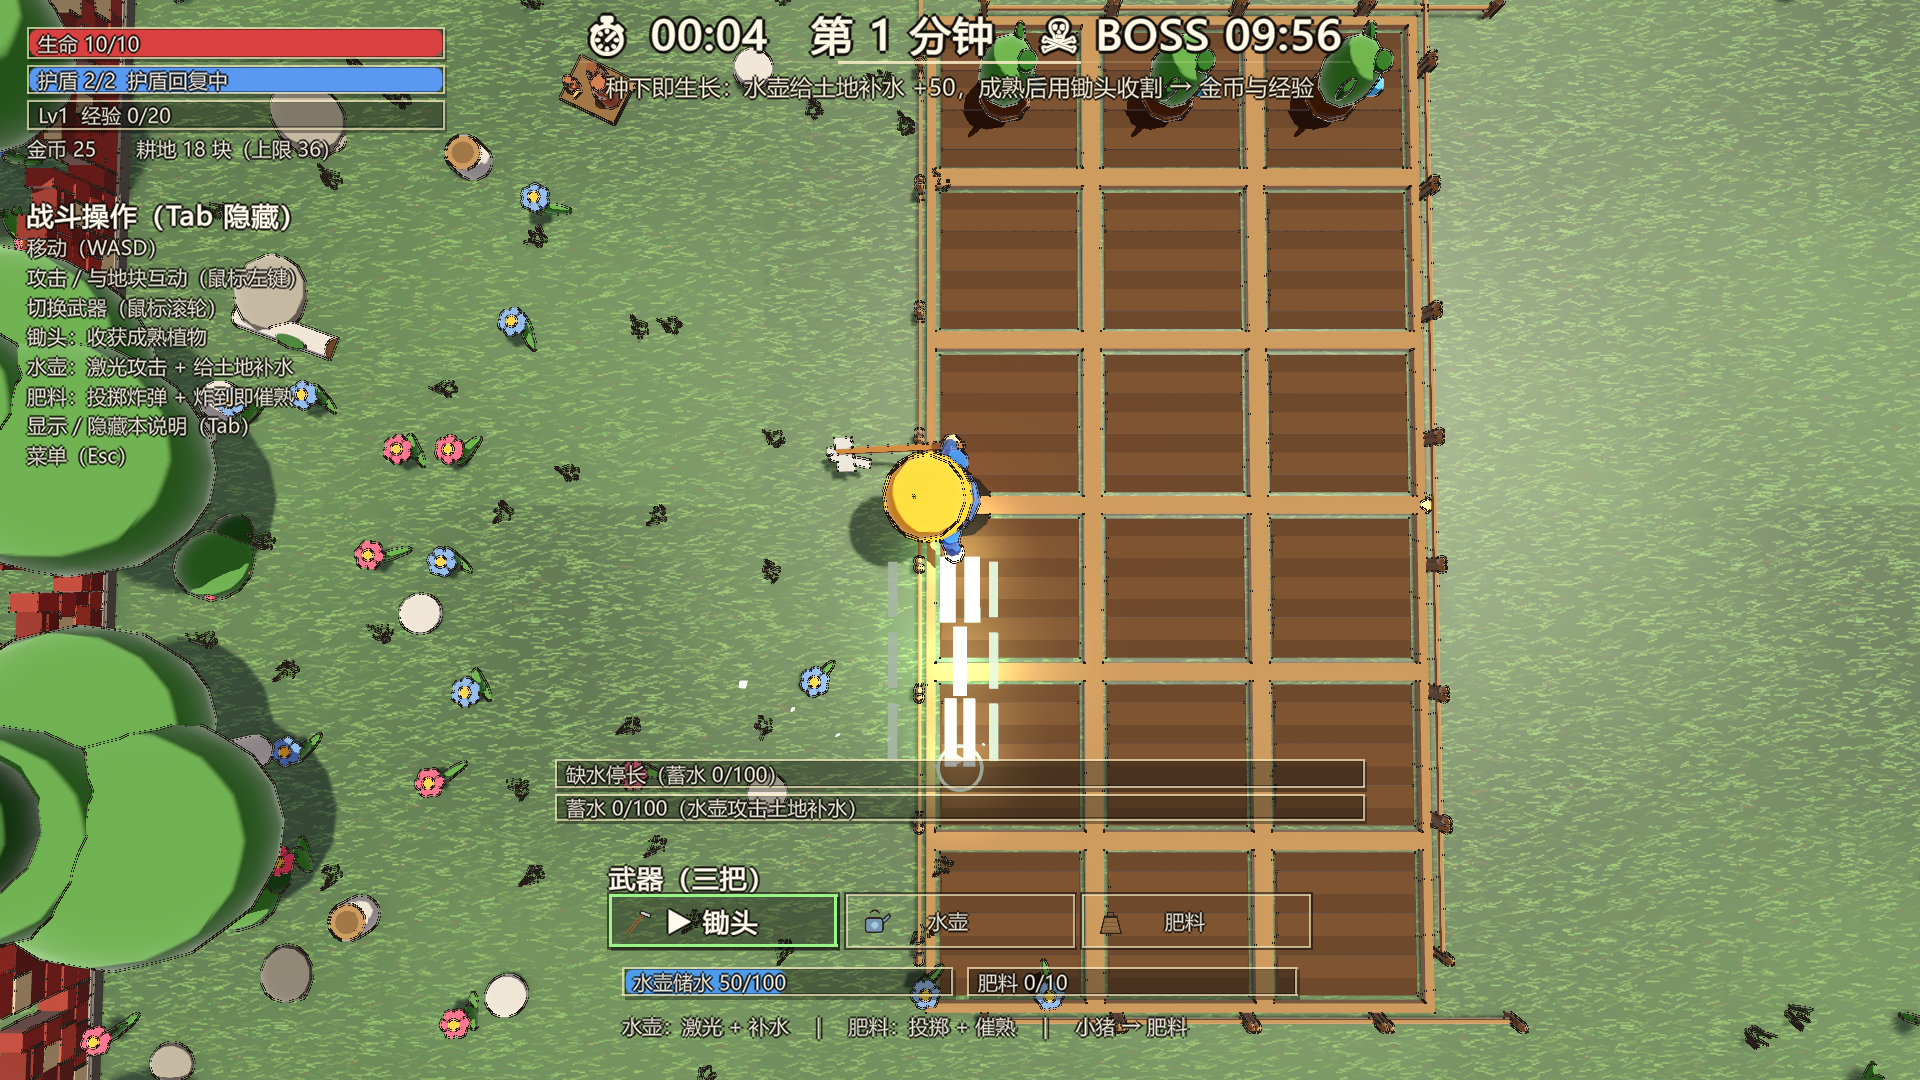 生命 10/10
护盾 2/2 护盾回复中
Lv1 经验 0/20
金币 25 耕地 18 块（上限 36）
00:04 第 1 分钟 BOSS 09:56
种下即生长：水壶给土地补水 +50，成熟后用锄头收割 → 金币与经验
战斗操作（Tab 隐藏）
移动（WASD）
攻击 / 与地块互动（鼠标左键）
切换武器（鼠标滚轮）
锄头：收获成熟植物
水壶：激光攻击 + 给土地补水
肥料：投掷炸弹 + 炸到即催熟
显示 / 隐藏本说明（Tab）
菜单（Esc）
缺水停长（蓄水 0/100）
蓄水 0/100（水壶攻击土地补水）
武器（三把）
▶ 锄头 水壶 肥料
水壶储水 50/100 肥料 0/10
水壶：激光 + 补水 | 肥料：投掷 + 催熟 | 小猪 → 肥料